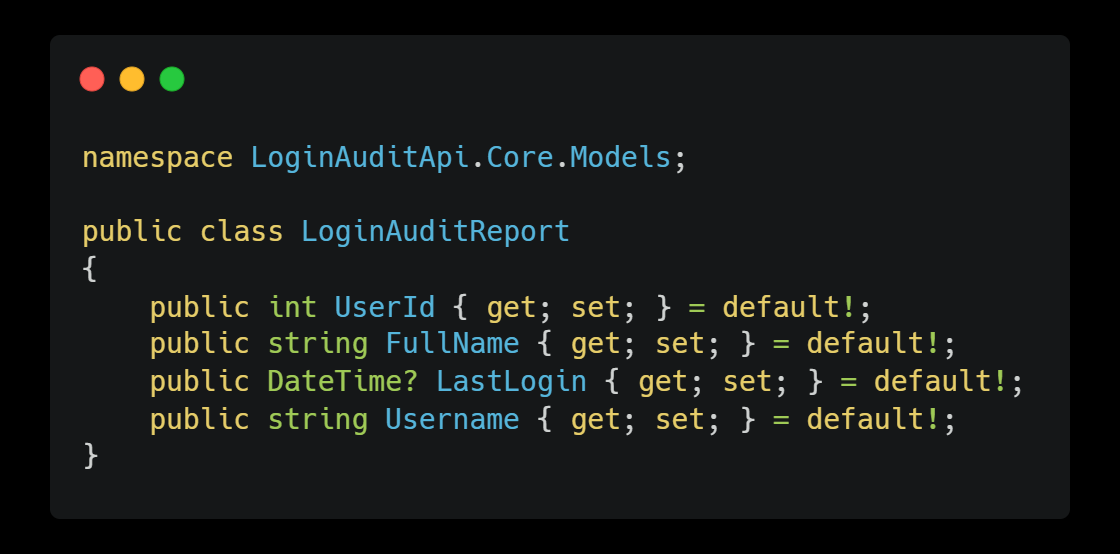 namespace LoginAuditApi.Core.Models;

public class LoginAuditReport
{
    public int UserId { get; set; } = default!;
    public string FullName { get; set; } = default!;
    public DateTime? LastLogin { get; set; } = default!;
    public string Username { get; set; } = default!;
}